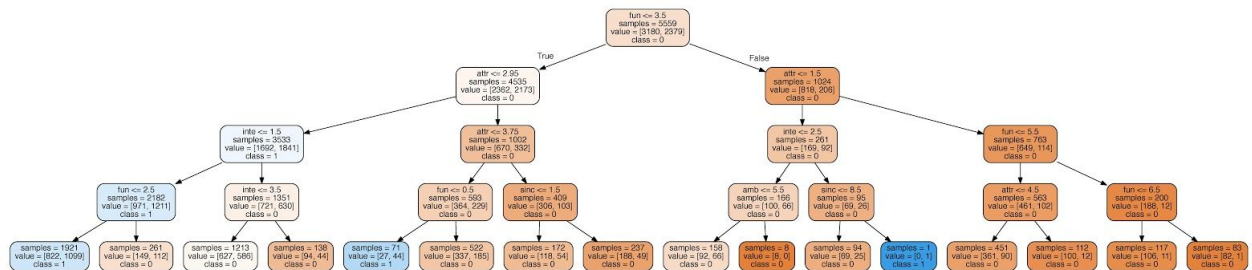 fun <= 3.5
samples = 5559
value = [3180, 2379]
class = 0
True
False
attr <= 2.95
samples = 4535
value = [2362, 2173]
class = 0
attr <= 1.5
samples = 1024
value = [818, 206]
class = 0
inte <= 1.5
samples = 3533
value = [1692, 1841]
class = 1
attr <= 3.75
samples = 1002
value = [670, 332]
class = 0
inte <= 2.5
samples = 261
value = [169, 92]
class = 0
fun <= 5.5
samples = 763
value = [649, 114]
class = 0
fun <= 2.5
samples = 2182
value = [971, 1211]
class = 1
inte <= 3.5
samples = 1351
value = [721, 630]
class = 0
fun <= 0.5
samples = 593
value = [364, 229]
class = 0
sinc <= 1.5
samples = 409
value = [306, 103]
class = 0
amb <= 5.5
samples = 166
value = [100, 66]
class = 0
sinc <= 8.5
samples = 95
value = [69, 26]
class = 0
attr <= 4.5
samples = 563
value = [461, 102]
class = 0
fun <= 6.5
samples = 200
value = [188, 12]
class = 0
samples = 1921
value = [822, 1099]
class = 1
samples = 261
value = [149, 112]
class = 0
samples = 1213
value = [627, 586]
class = 0
samples = 138
value = [94, 44]
class = 0
samples = 71
value = [27, 44]
class = 1
samples = 522
value = [337, 185]
class = 0
samples = 172
value = [118, 54]
class = 0
samples = 237
value = [188, 49]
class = 0
samples = 158
value = [92, 66]
class = 0
samples = 8
value = [8, 0]
class = 0
samples = 94
value = [69, 25]
class = 0
samples = 1
value = [0, 1]
class = 1
samples = 451
value = [361, 90]
class = 0
samples = 112
value = [100, 12]
class = 0
samples = 117
value = [106, 11]
class = 0
samples = 83
value = [82, 1]
class = 0